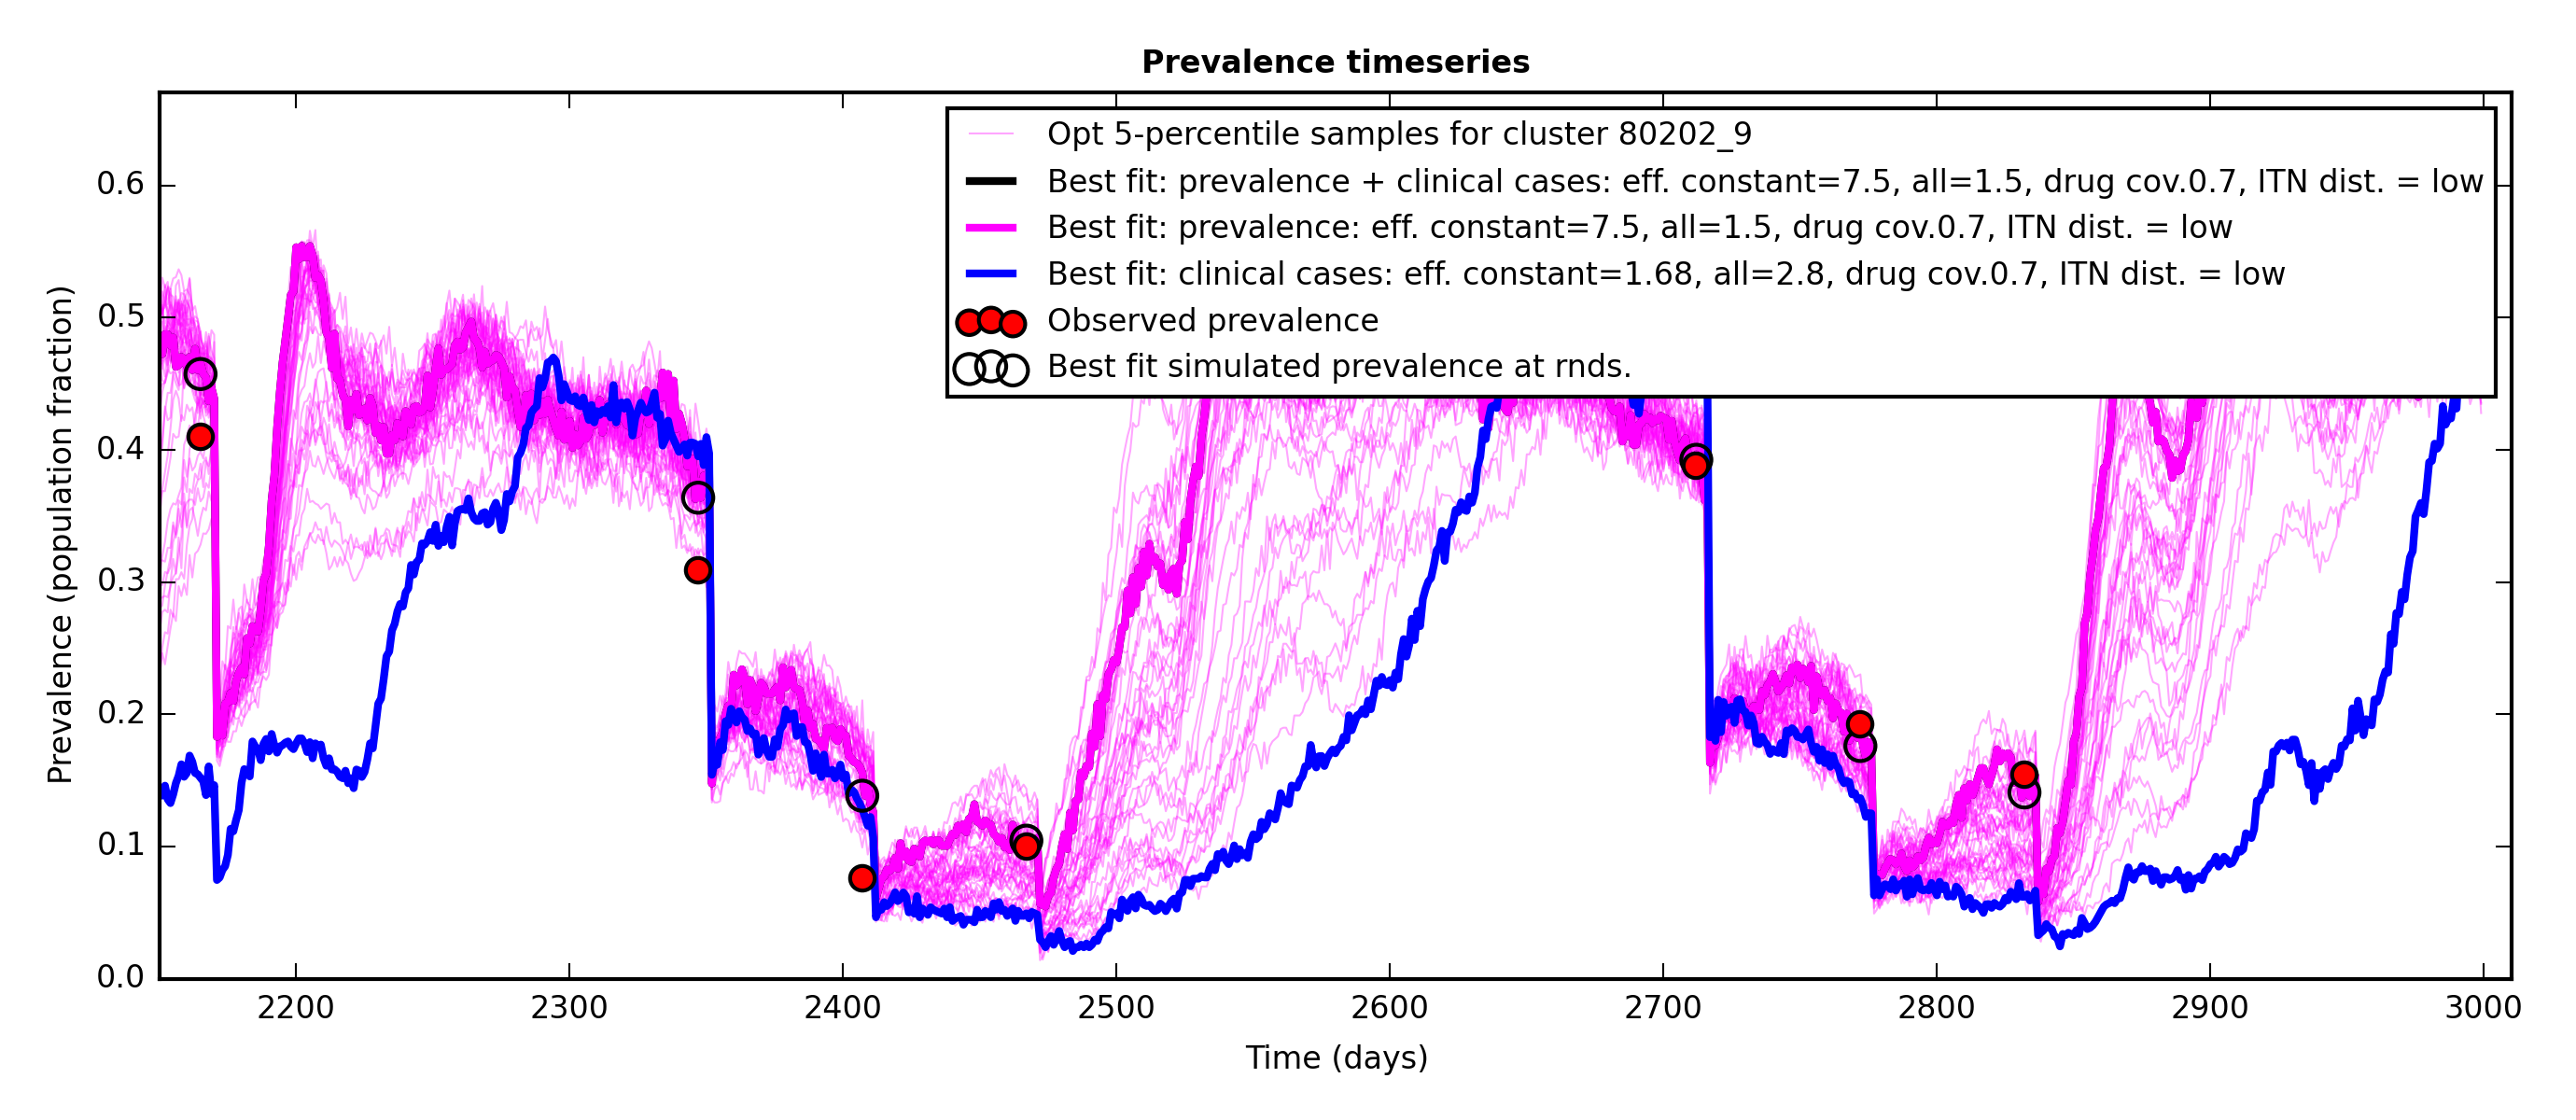 Prevalence timeseries
Opt 5-percentile samples for cluster 80202_9
Best fit: prevalence + clinical cases: eff. constant=7.5, all=1.5, drug cov.0.7, ITN dist. = low
Best fit: prevalence: eff. constant=7.5, all=1.5, drug cov.0.7, ITN dist. = low
Best fit: clinical cases: eff. constant=1.68, all=2.8, drug cov.0.7, ITN dist. = low
Observed prevalence
Best fit simulated prevalence at rnds.
Prevalence (population fraction)
0.6
0.5
0.4
0.3
0.2
0.1
0.0
2200 2300 2400 2500 2600 2700 2800 2900 3000
Time (days)